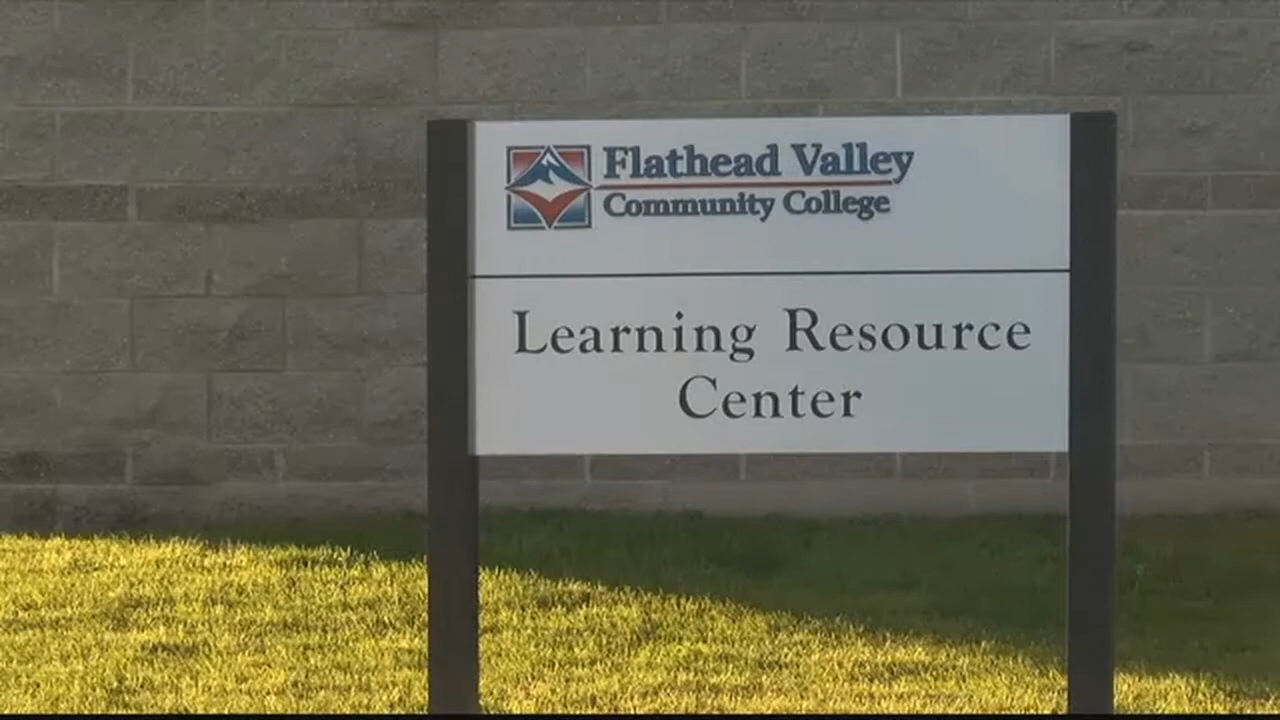 Flathead Valley
Community College
Learning Resource
Center